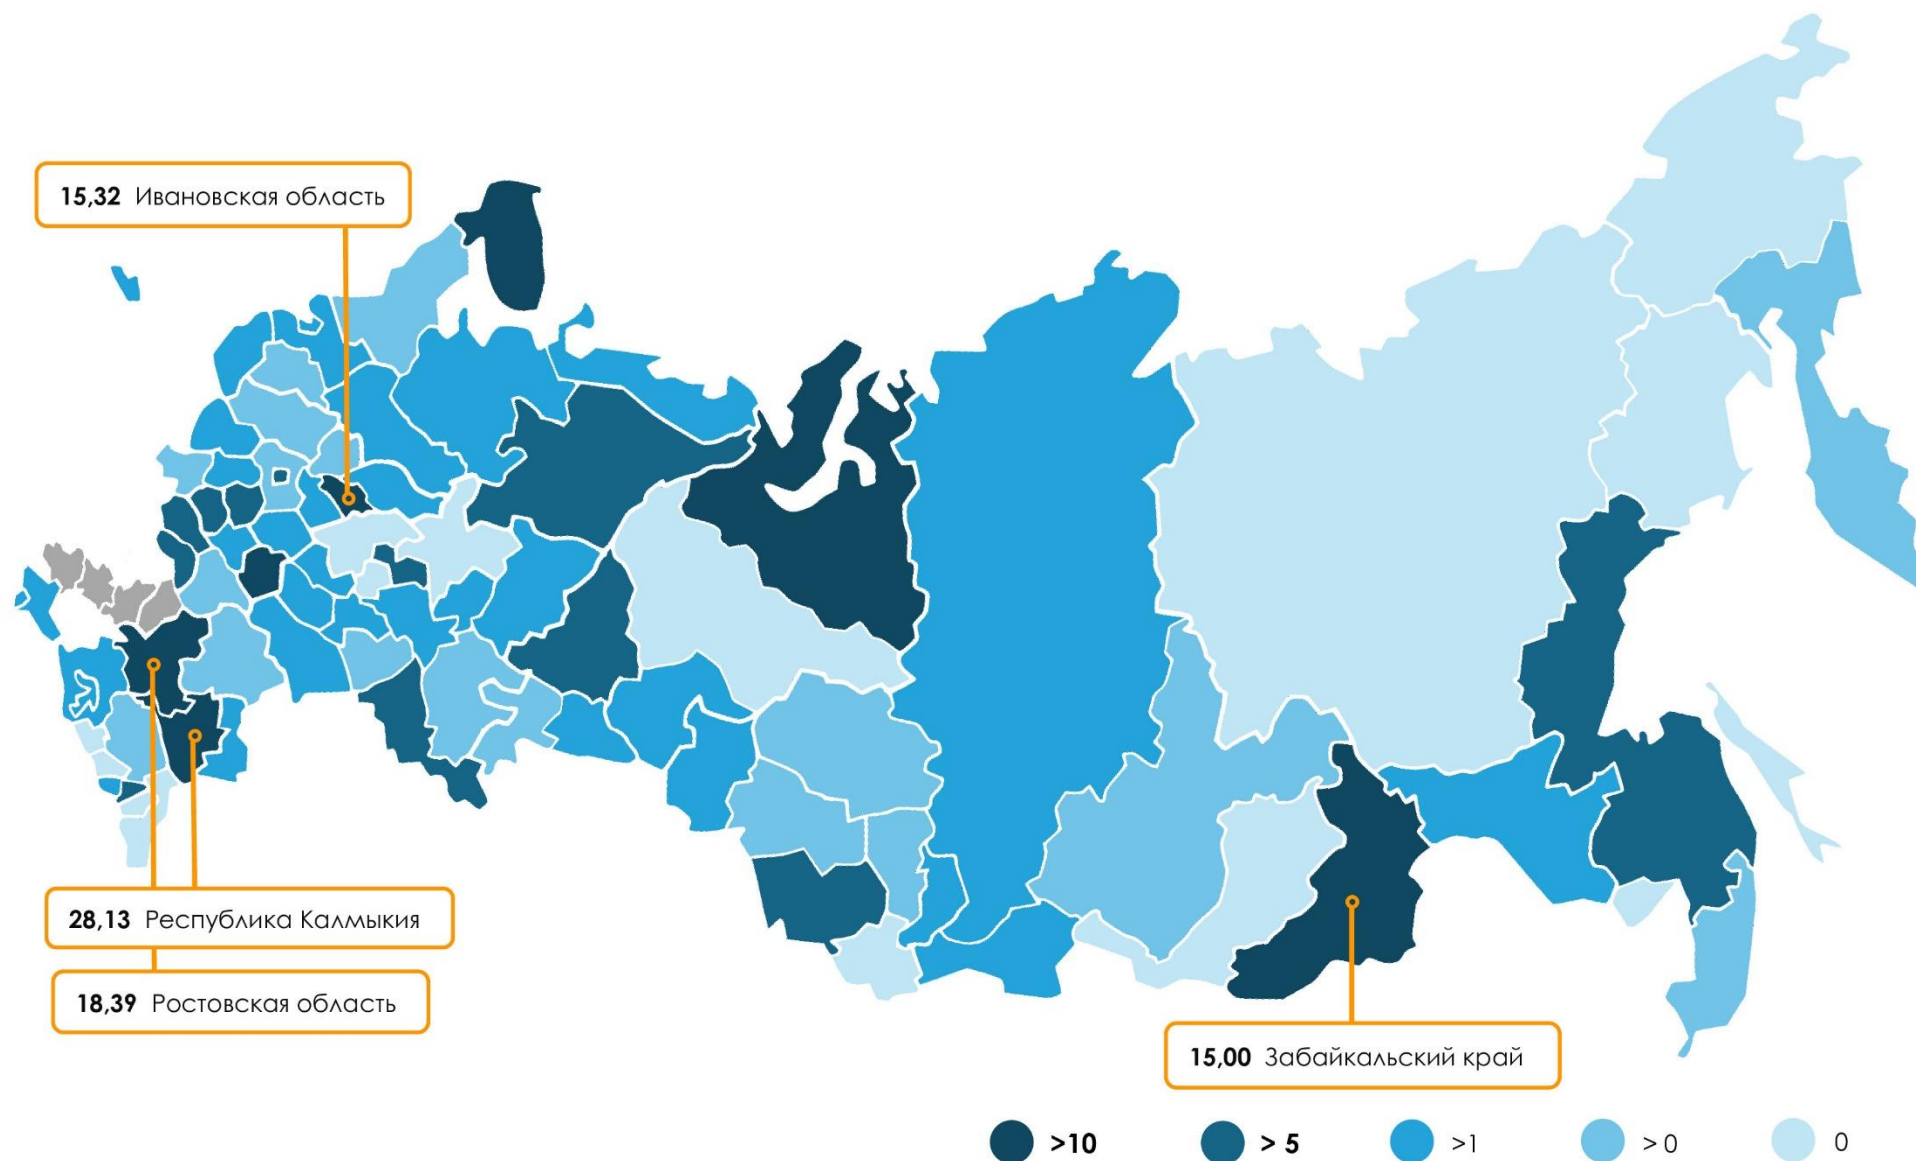 15,32 Ивановская область
28,13 Республика Калмыкия
18,39 Ростовская область
15,00 Забайкальский край
>10 > 5 >1 > 0 0